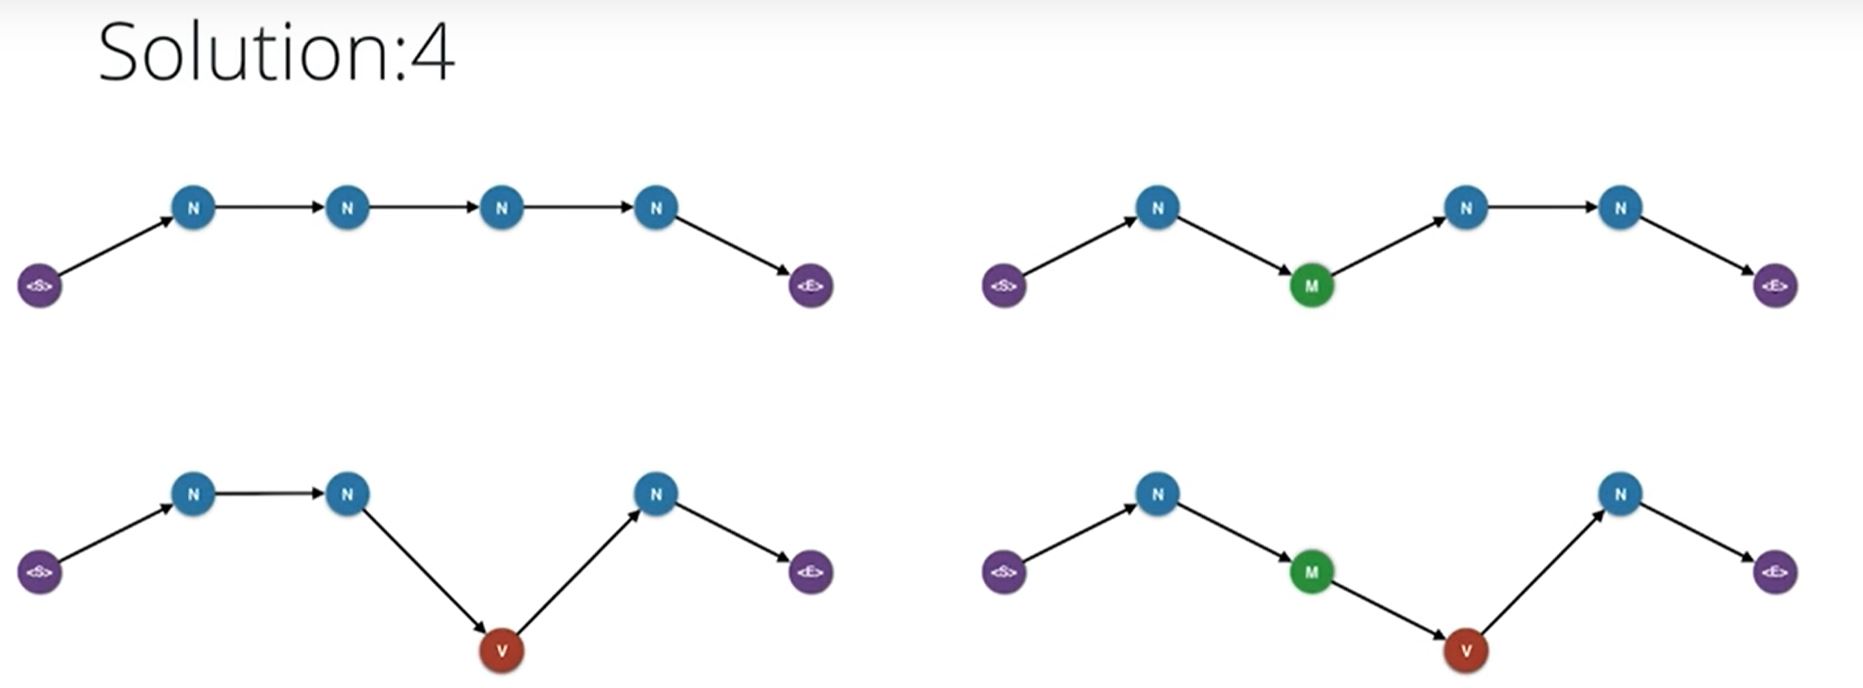 Solution:4
N N N N
<S> <E>
N N N
<S> M <E>
N N N
<S> <E>
V
N N
<S> M <E>
V